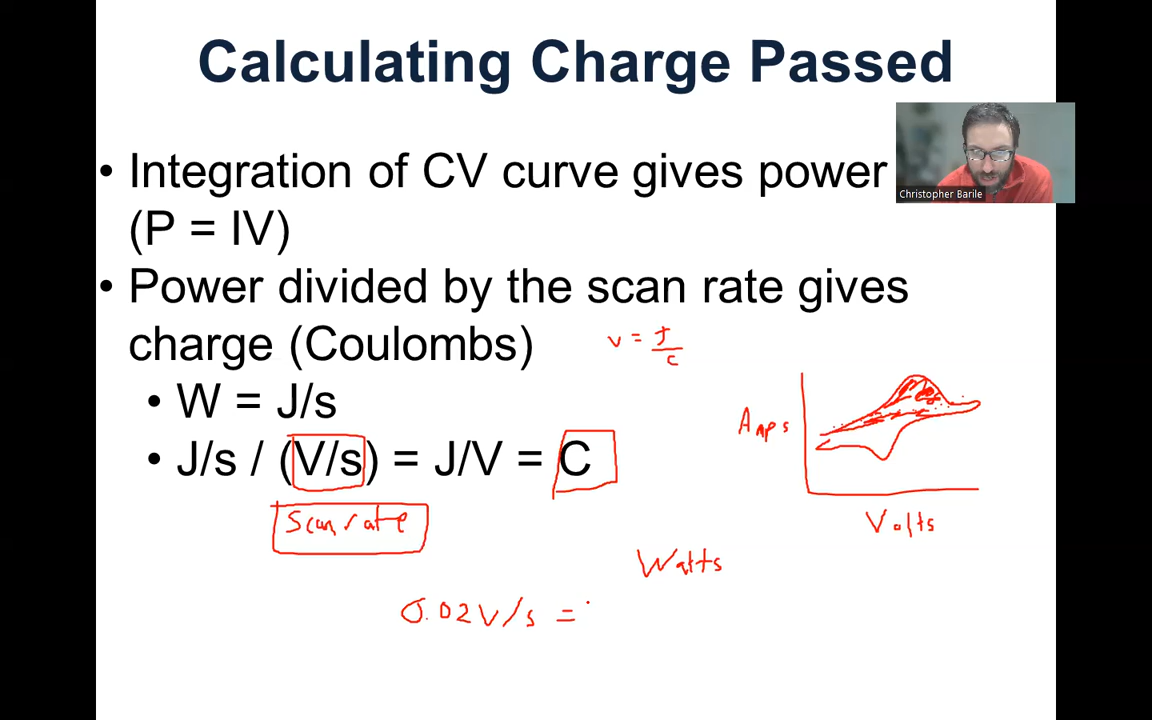 Calculating Charge Passed
• Integration of CV curve gives power
(P = IV)
Christopher Barile
• Power divided by the scan rate gives
charge (Coulombs)
v = J/C
• W = J/s
• J/s / (V/s) = J/V = C
Amps
Scan rate
Volts
Watts
0.02V/s =